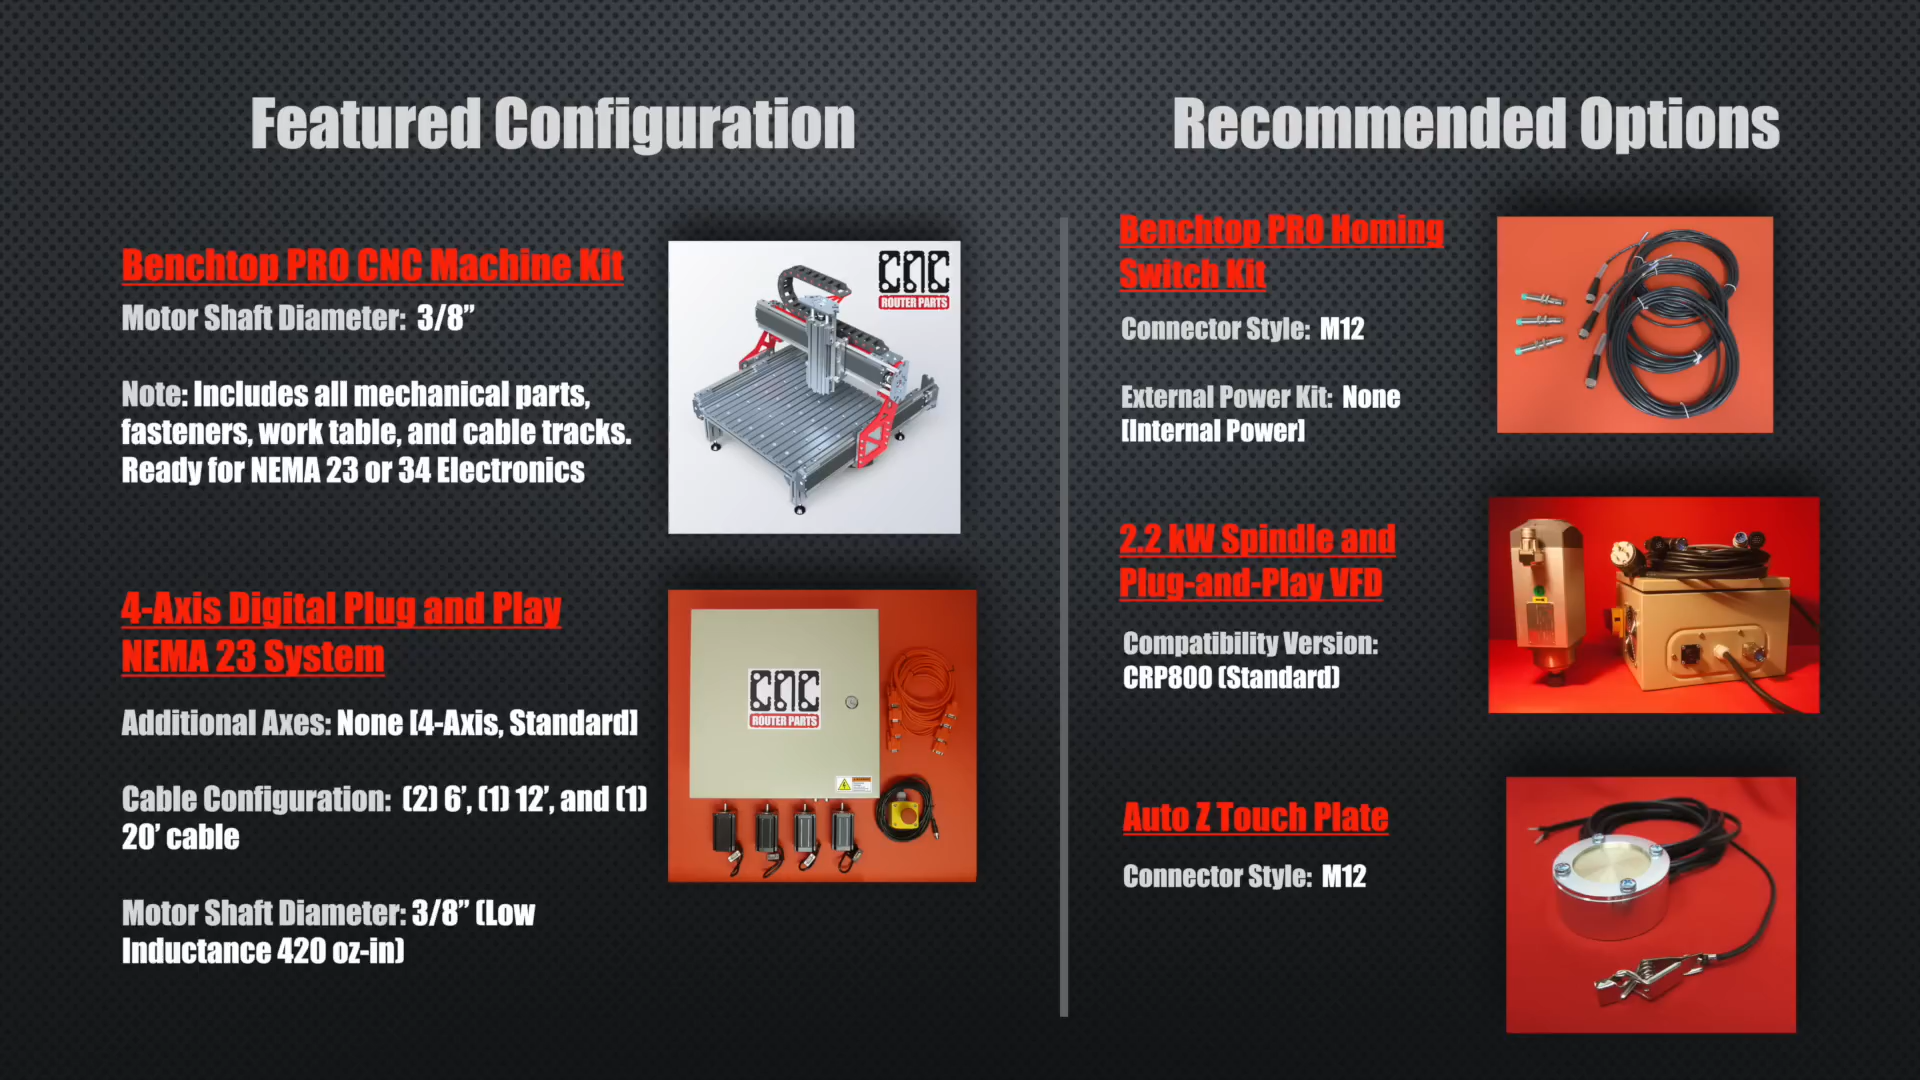 Featured Configuration
Benchtop PRO CNC Machine Kit
Motor Shaft Diameter: 3/8”
Note: Includes all mechanical parts,
fasteners, work table, and cable tracks.
Ready for NEMA 23 or 34 Electronics
CNC
ROUTER PARTS
4-Axis Digital Plug and Play
NEMA 23 System
Additional Axes: None [4-Axis, Standard]
Cable Configuration: (2) 6’, (1) 12’, and (1)
20’ cable
Motor Shaft Diameter: 3/8” (Low
Inductance 420 oz-in)
CNC
ROUTER PARTS
Recommended Options
Benchtop PRO Homing
Switch Kit
Connector Style: M12
External Power Kit: None
[Internal Power]
2.2 kW Spindle and
Plug-and-Play VFD
Compatibility Version:
CRP800 (Standard)
Auto Z Touch Plate
Connector Style: M12